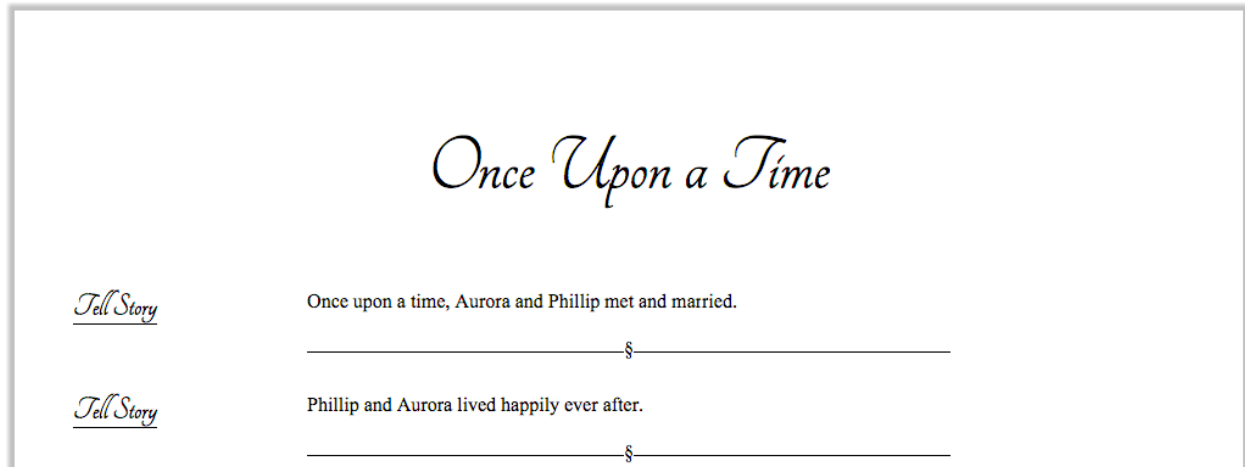 Once Upon a Time
Tell Story
Once upon a time, Aurora and Phillip met and married.
§
Tell Story
Phillip and Aurora lived happily ever after.
§